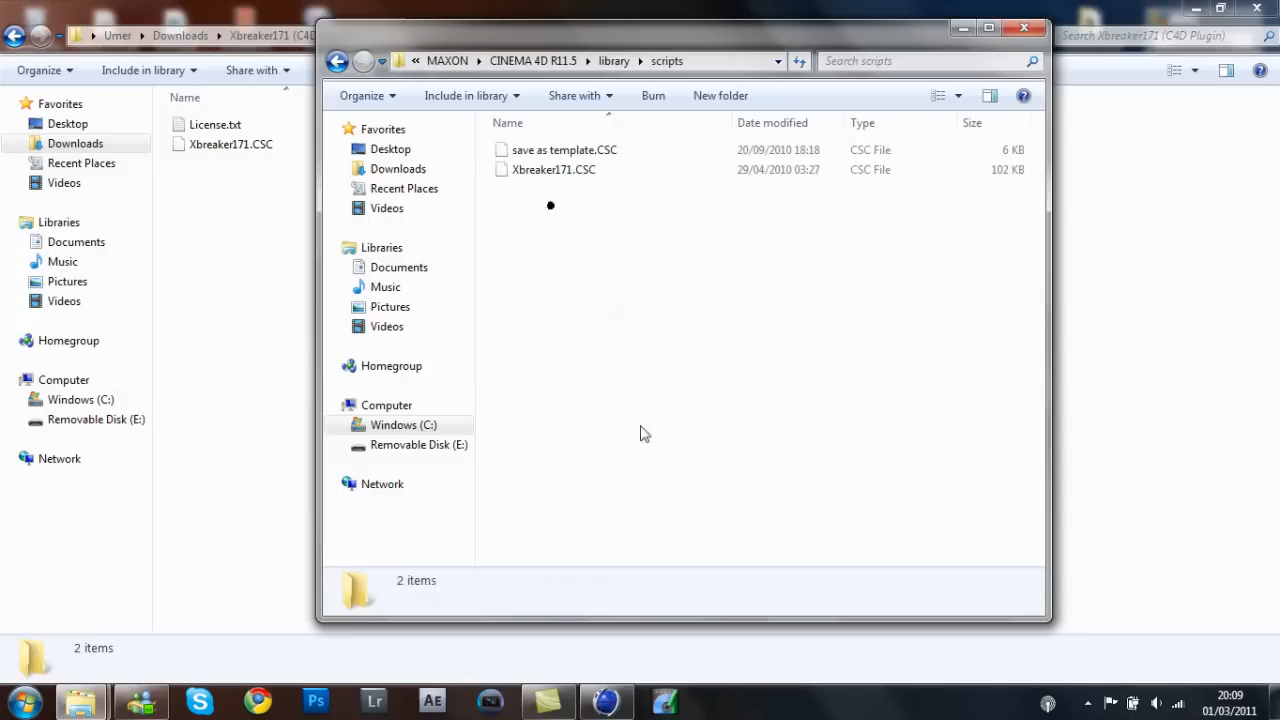 Umer ▸ Downloads ▸ Xbreaker171 (C4
Search Xbreaker171 (C4D Plugin)
Organize
Include in library
Share with
Name
Favorites
Desktop
Downloads
Recent Places
Videos
Libraries
Documents
Music
Pictures
Videos
Homegroup
Computer
Windows (C:)
Removable Disk (E:)
Network
License.txt
Xbreaker171.CSC
2 items
« MAXON ▸ CINEMA 4D R11.5 ▸ library ▸ scripts
Search scripts
Organize
Include in library
Share with
Burn
New folder
Favorites
Desktop
Downloads
Recent Places
Videos
Libraries
Documents
Music
Pictures
Videos
Homegroup
Computer
Windows (C:)
Removable Disk (E:)
Network
Name Date modified Type Size
save as template.CSC 20/09/2010 18:18 CSC File 6 KB
Xbreaker171.CSC 29/04/2010 03:27 CSC File 102 KB
2 items
Ps
Lr
AE
20:09
01/03/2011